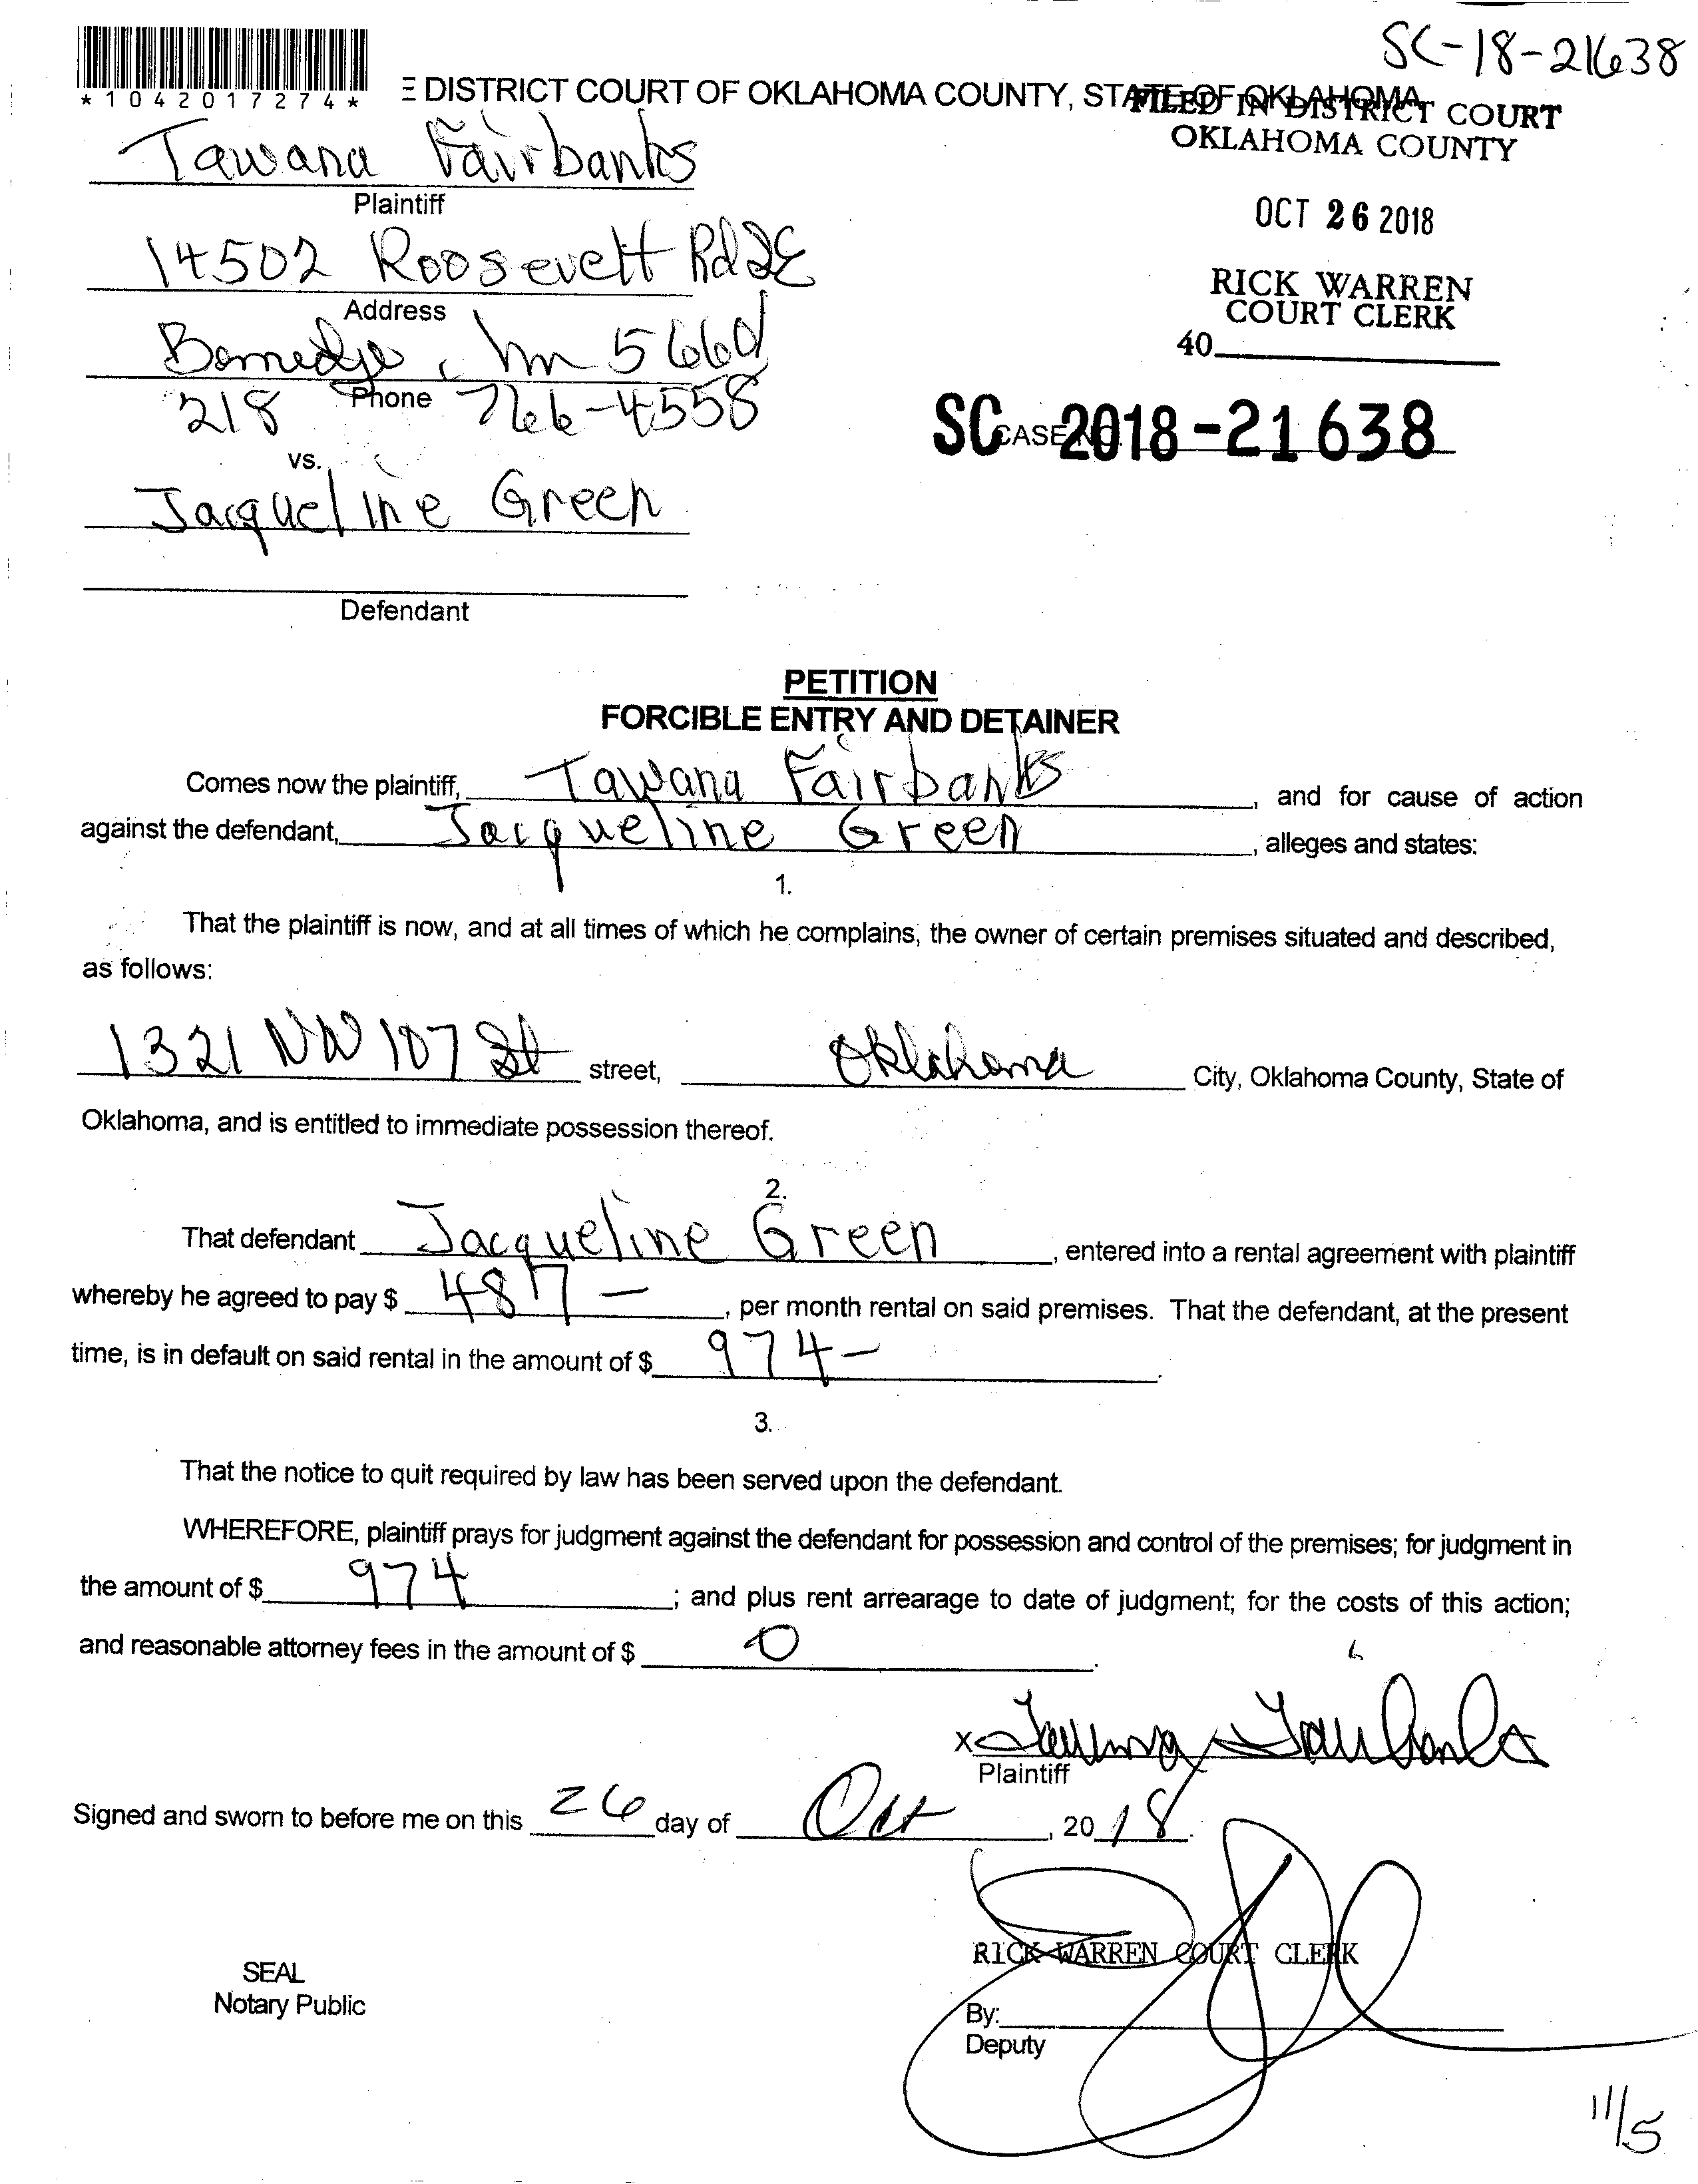 SC-18-21638
*1042017274*
E DISTRICT COURT OF OKLAHOMA COUNTY, STATE OF OKLAHOMA
FILED IN DISTRICT COURT
OKLAHOMA COUNTY
Tawana Fairbanks
Plaintiff
OCT 26 2018
14502 Roosevelt Rd SE
Address
RICK WARREN
COURT CLERK
40
mn 56601
218 Phone 766-4558
SC CASE NO. 2018-21638
vs.
Jacqueline Green
Defendant
PETITION
FORCIBLE ENTRY AND DETAINER
Comes now the plaintiff, Tawana Fairbanks, and for cause of action
against the defendant, Jacqueline Green, alleges and states:
1.
That the plaintiff is now, and at all times of which he complains, the owner of certain premises situated and described,
as follows:
1321 NW 107 St street, Oklahoma City, Oklahoma County, State of
Oklahoma, and is entitled to immediate possession thereof.
2.
That defendant Jacqueline Green, entered into a rental agreement with plaintiff
whereby he agreed to pay $ 487 –, per month rental on said premises. That the defendant, at the present
time, is in default on said rental in the amount of $ 974 –.
3.
That the notice to quit required by law has been served upon the defendant.
WHEREFORE, plaintiff prays for judgment against the defendant for possession and control of the premises; for judgment in
the amount of $ 974; and plus rent arrearage to date of judgment; for the costs of this action;
and reasonable attorney fees in the amount of $ 0.
x Tawana Fairbanks
Plaintiff
Signed and sworn to before me on this 26 day of Oct, 2018.
RICK WARREN COURT CLERK
SEAL
Notary Public
By:
Deputy
11/5